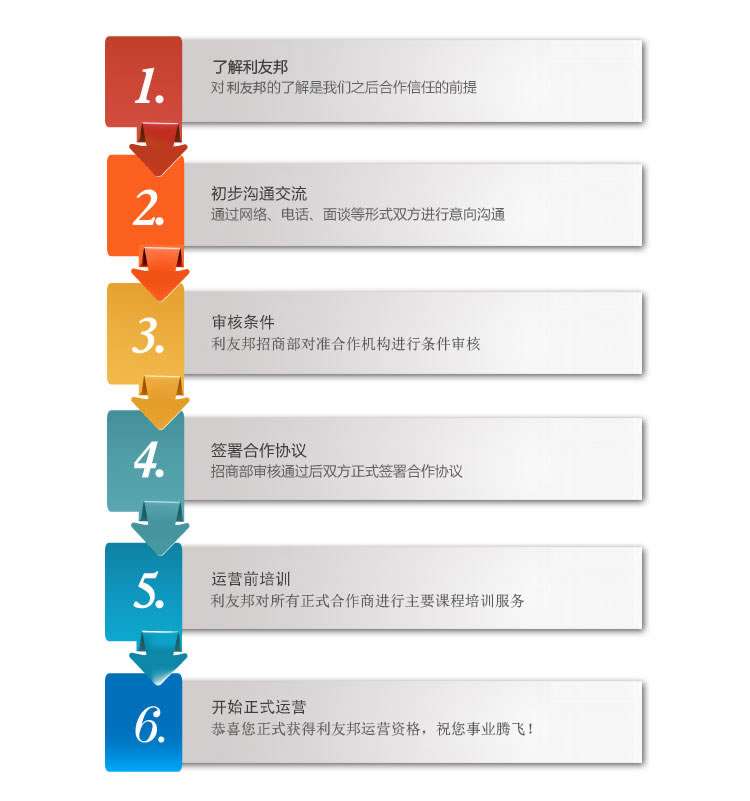 1.
了解利友邦
对利友邦的了解是我们之后合作信任的前提
2.
初步沟通交流
通过网络、电话、面谈等形式双方进行意向沟通
3.
审核条件
利友邦招商部对准合作机构进行条件审核
4.
签署合作协议
招商部审核通过后双方正式签署合作协议
5.
运营前培训
利友邦对所有正式合作商进行主要课程培训服务
6.
开始正式运营
恭喜您正式获得利友邦运营资格，祝您事业腾飞！